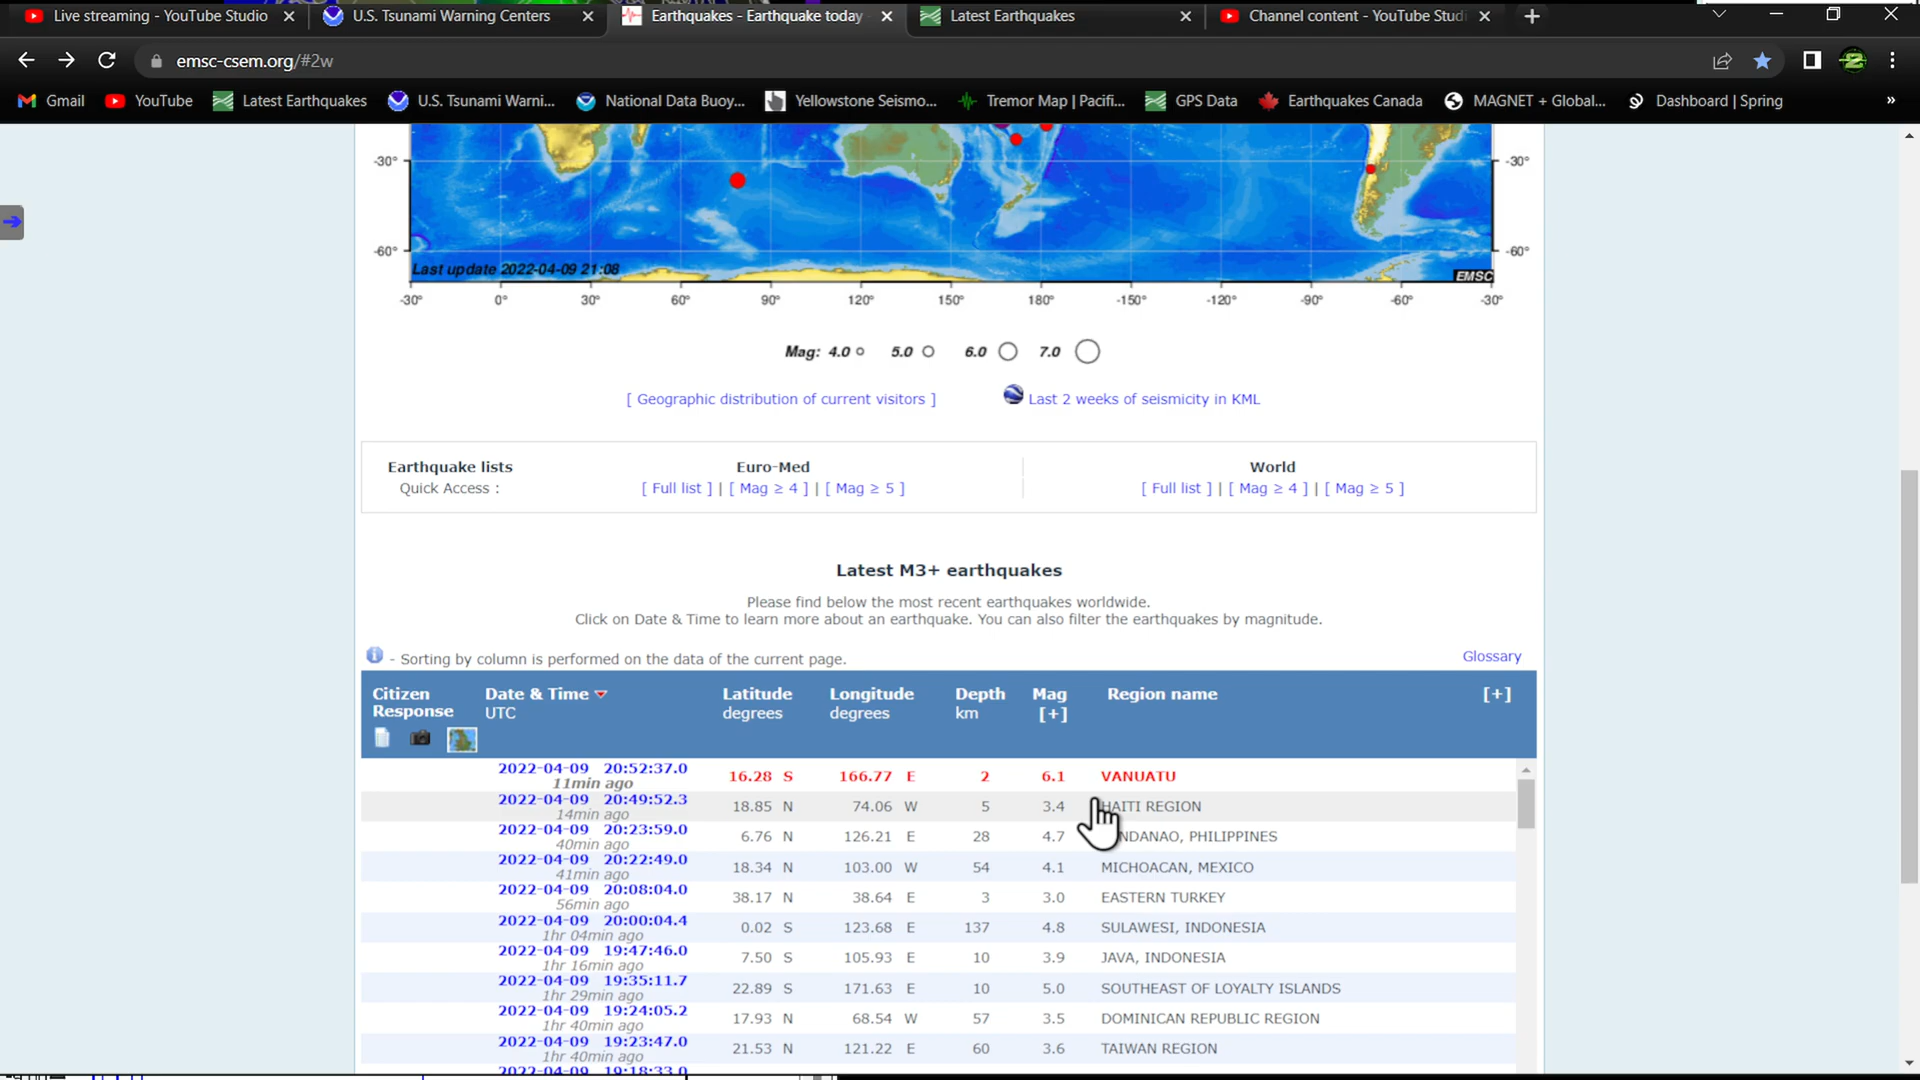 Live streaming - YouTube Studio
U.S. Tsunami Warning Centers
Earthquakes - Earthquake today
Latest Earthquakes
Channel content - YouTube Studi
emsc-csem.org/#2w
Gmail
YouTube
Latest Earthquakes
U.S. Tsunami Warni...
National Data Buoy...
Yellowstone Seismo...
Tremor Map | Pacifi...
GPS Data
Earthquakes Canada
MAGNET + Global...
Dashboard | Spring
»
-30° -30°
-60° -60°
Last update 2022-04-09 21:08
EMSC
-30° 0° 30° 60° 90° 120° 150° 180° -150° -120° -90° -60° -30°
Mag: 4.0 5.0 6.0 7.0
[ Geographic distribution of current visitors ] Last 2 weeks of seismicity in KML
Earthquake lists Euro-Med World
Quick Access : [ Full list ] | [ Mag ≥ 4 ] | [ Mag ≥ 5 ] [ Full list ] | [ Mag ≥ 4 ] | [ Mag ≥ 5 ]
Latest M3+ earthquakes
Please find below the most recent earthquakes worldwide.
Click on Date & Time to learn more about an earthquake. You can also filter the earthquakes by magnitude.
- Sorting by column is performed on the data of the current page. Glossary
Citizen Response Date & Time UTC Latitude degrees Longitude degrees Depth km Mag [+] Region name [+]
2022-04-09 20:52:37.0 16.28 S 166.77 E 2 6.1 VANUATU
11min ago
2022-04-09 20:49:52.3 18.85 N 74.06 W 5 3.4 HAITI REGION
14min ago
2022-04-09 20:23:59.0 6.76 N 126.21 E 28 4.7 NDANAO, PHILIPPINES
40min ago
2022-04-09 20:22:49.0 18.34 N 103.00 W 54 4.1 MICHOACAN, MEXICO
41min ago
2022-04-09 20:08:04.0 38.17 N 38.64 E 3 3.0 EASTERN TURKEY
56min ago
2022-04-09 20:00:04.4 0.02 S 123.68 E 137 4.8 SULAWESI, INDONESIA
1hr 04min ago
2022-04-09 19:47:46.0 7.50 S 105.93 E 10 3.9 JAVA, INDONESIA
1hr 16min ago
2022-04-09 19:35:11.7 22.89 S 171.63 E 10 5.0 SOUTHEAST OF LOYALTY ISLANDS
1hr 29min ago
2022-04-09 19:24:05.2 17.93 N 68.54 W 57 3.5 DOMINICAN REPUBLIC REGION
1hr 40min ago
2022-04-09 19:23:47.0 21.53 N 121.22 E 60 3.6 TAIWAN REGION
1hr 40min ago
2022-04-09 19:18:33.0